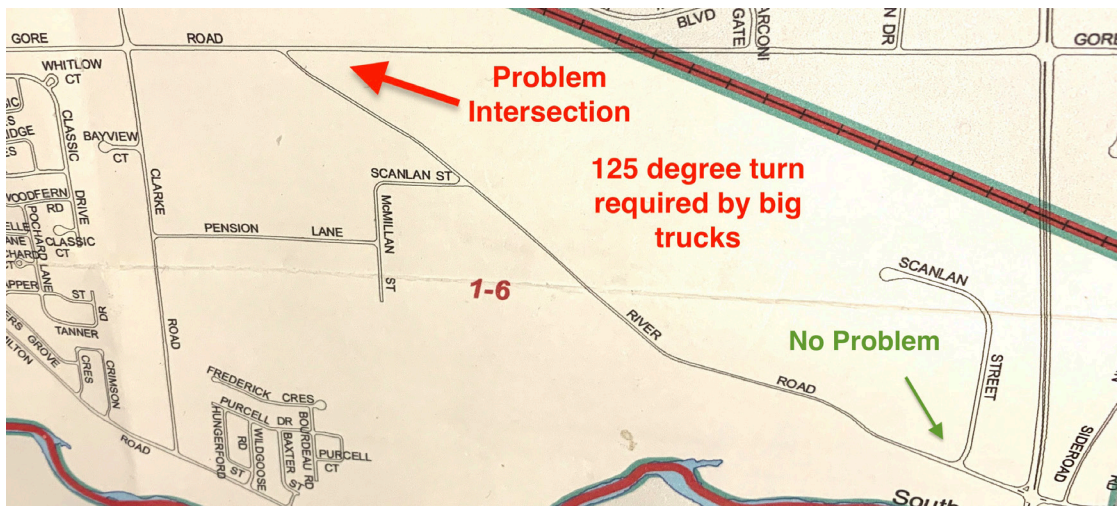 GORE
ROAD
BLVD
GATE
ARCONI
N DR
GORE
WHITLOW
CT
CLASSIC
DRIVE
BAYVIEW
CT
CLARKE
ROAD
WOODFERN
RD
POCHARD LANE
CLASSIC
CT
ST
DR
TANNER
GROVE
CRES
CRIMSON
ROAD
Problem
Intersection
SCANLAN ST
McMILLAN
ST
PENSION
LANE
125 degree turn
required by big
trucks
1-6
RIVER
ROAD
SCANLAN
STREET
No Problem
FREDERICK CRES
PURCELL DR
HUNGERFORD
ST
RD
WILDGOOSE
BAXTER ST
BOURDEAU RD
PURCELL
CT
SIDEROAD
South